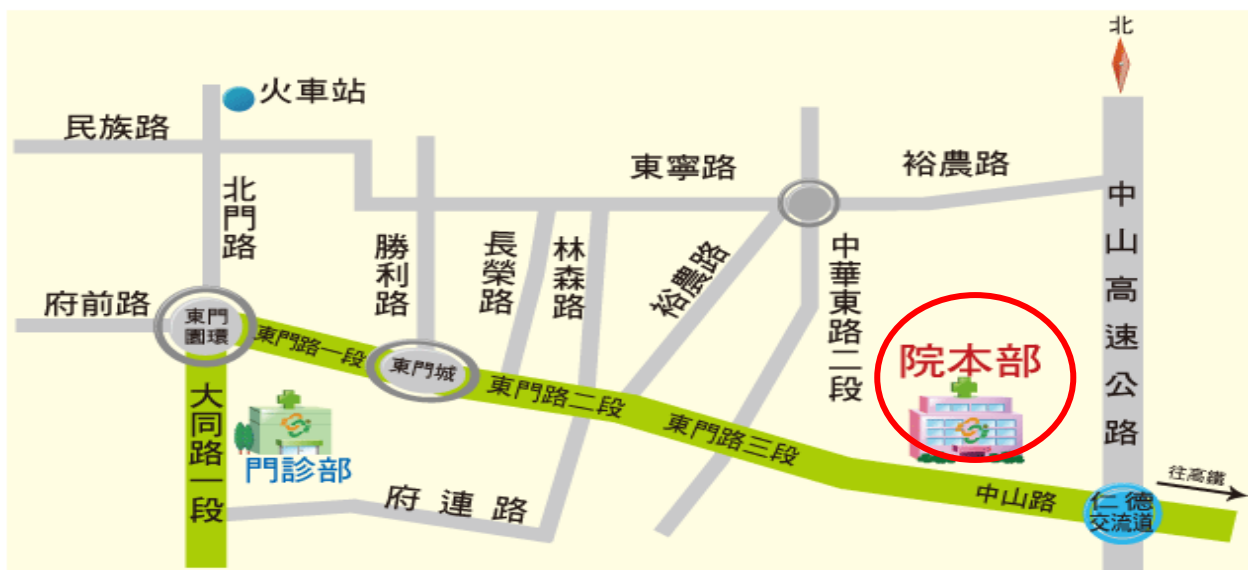 北
火車站
民族路
東寧路
裕農路
北門路
勝利路
長榮路
林森路
裕農路
中華東路二段
中山高速公路
府前路
東門
圓環
東門路一段
東門城
東門路二段
東門路三段
院本部
大同路一段
門診部
府連路
中山路
仁德
交流道
往高鐵